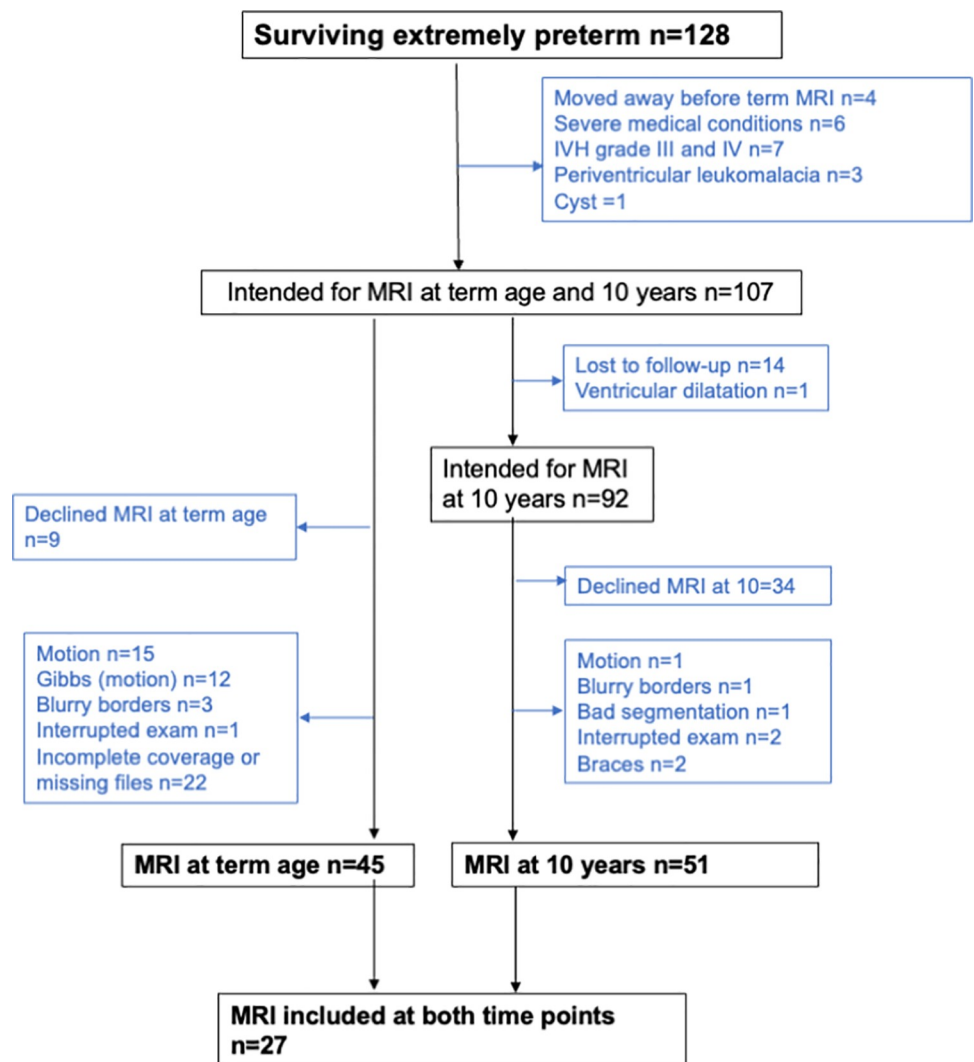 Surviving extremely preterm n=128
Moved away before term MRI n=4
Severe medical conditions n=6
IVH grade III and IV n=7
Periventricular leukomalacia n=3
Cyst =1
Intended for MRI at term age and 10 years n=107
Lost to follow-up n=14
Ventricular dilatation n=1
Intended for MRI
at 10 years n=92
Declined MRI at term age
n=9
Declined MRI at 10=34
Motion n=15
Gibbs (motion) n=12
Blurry borders n=3
Interrupted exam n=1
Incomplete coverage or
missing files n=22
Motion n=1
Blurry borders n=1
Bad segmentation n=1
Interrupted exam n=2
Braces n=2
MRI at term age n=45
MRI at 10 years n=51
MRI included at both time points
n=27